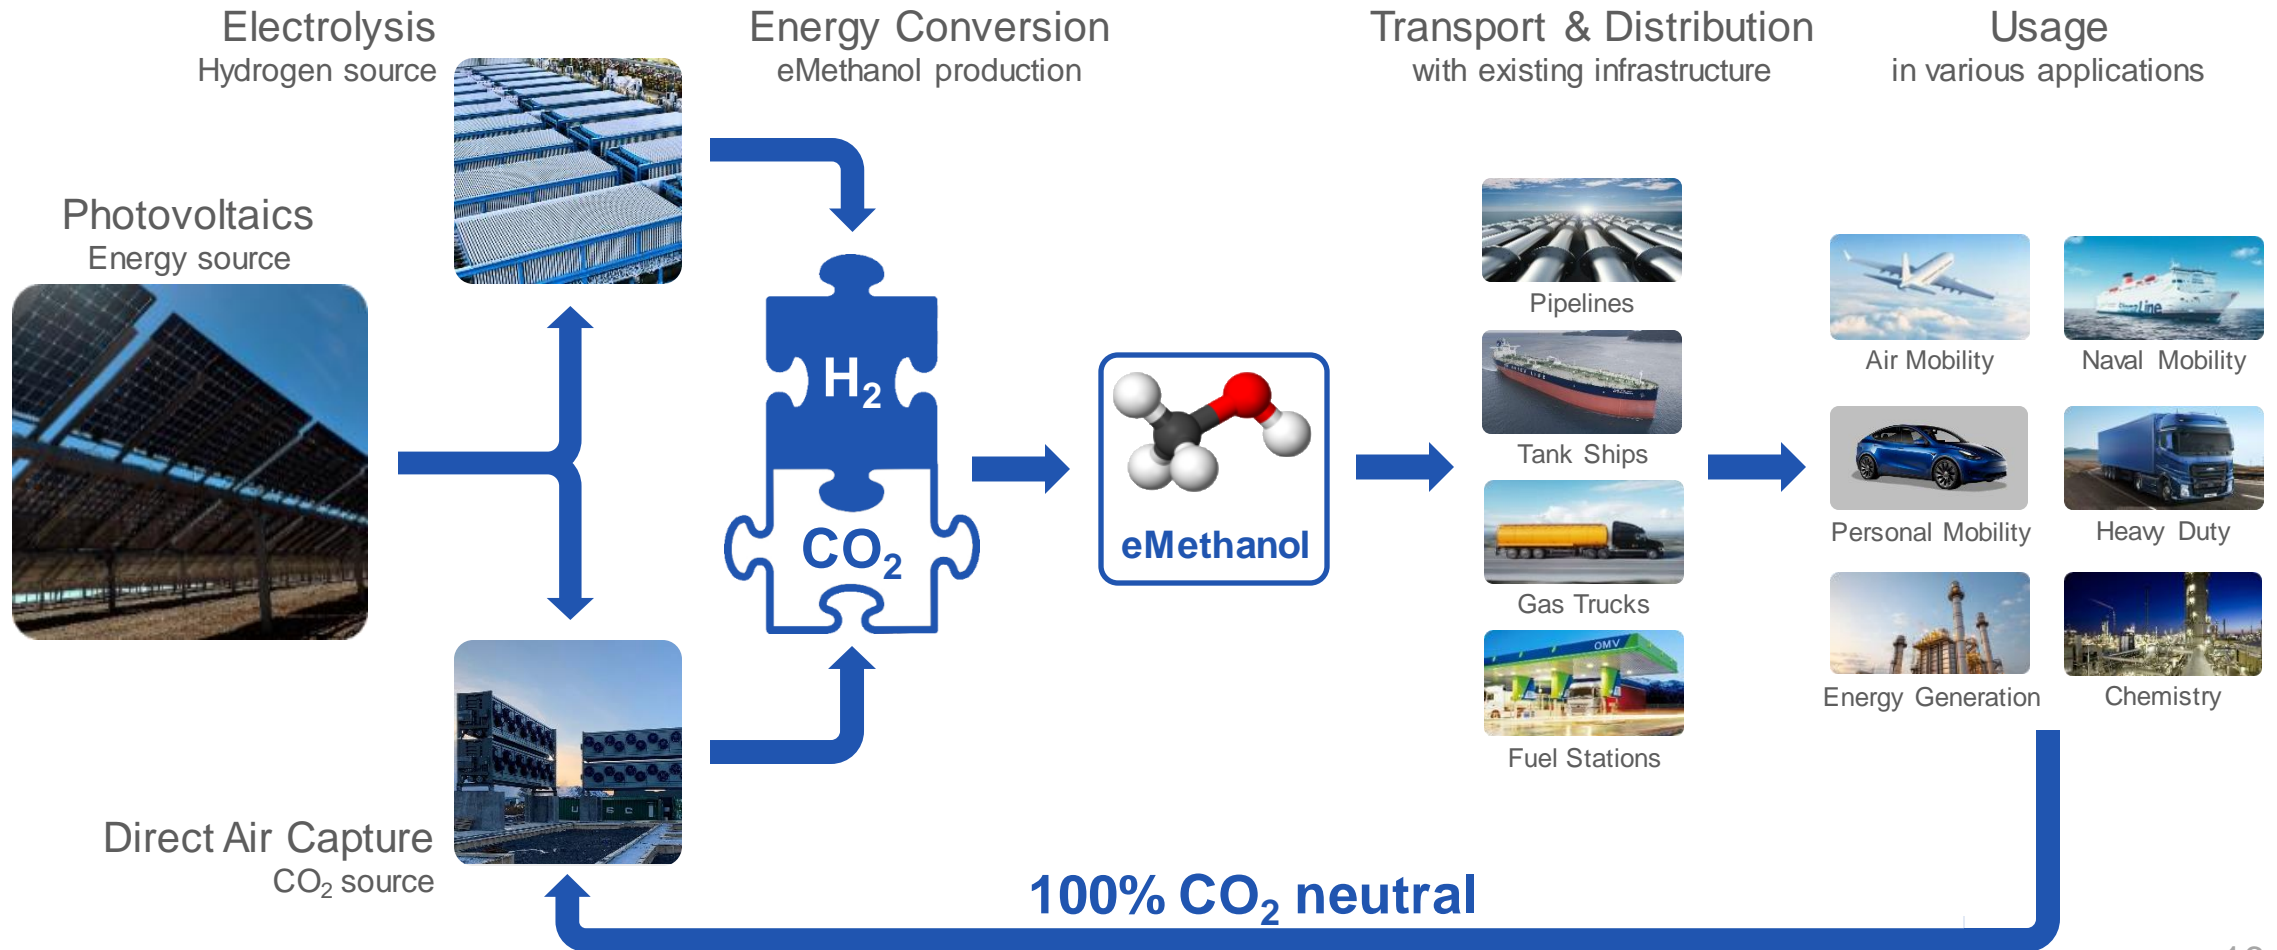 Electrolysis
Hydrogen source
Energy Conversion
eMethanol production
Transport & Distribution
with existing infrastructure
Usage
in various applications
Photovoltaics
Energy source
H₂
CO₂
eMethanol
Pipelines
Tank Ships
Gas Trucks
OMV
Fuel Stations
Air Mobility
Naval Mobility
Personal Mobility
Heavy Duty
Energy Generation
Chemistry
Direct Air Capture
CO₂ source
100% CO₂ neutral